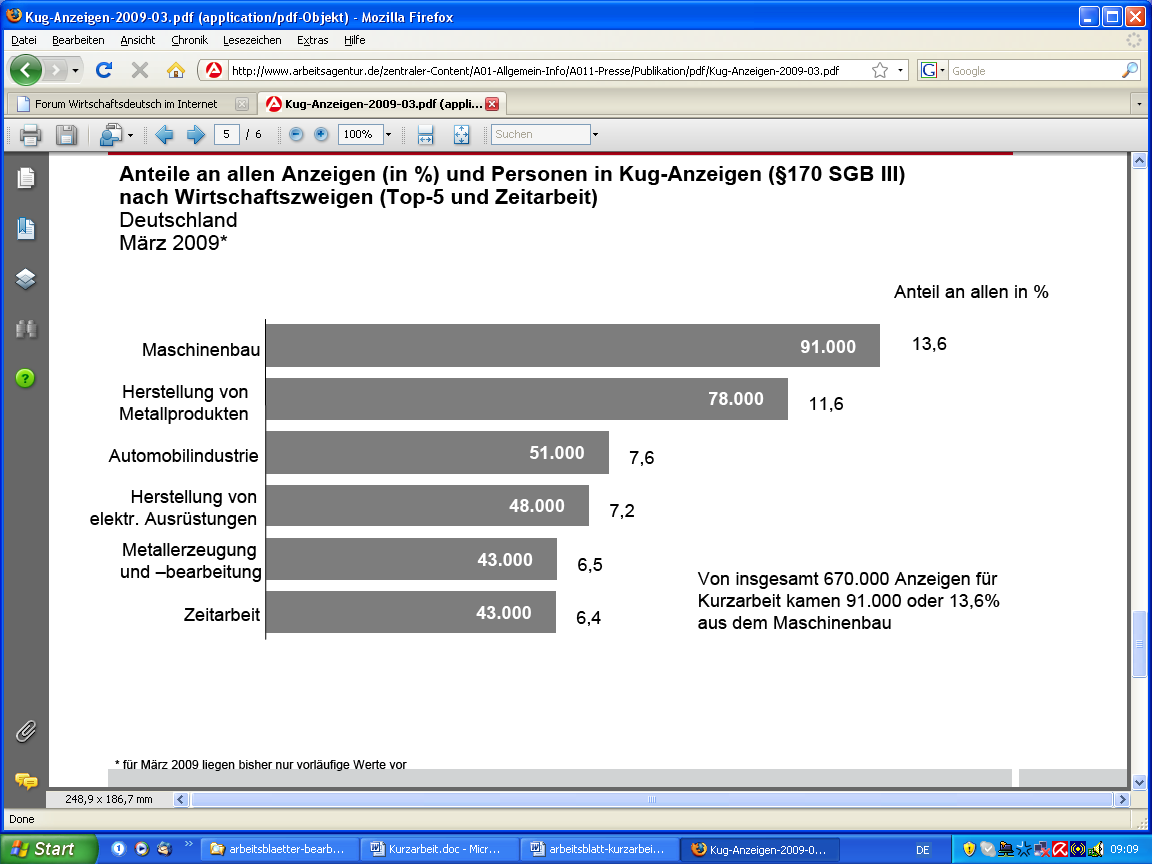 Kug-Anzeigen-2009-03.pdf (application/pdf-Objekt) - Mozilla Firefox
Datei Bearbeiten Ansicht Chronik Lesezeichen Extras Hilfe
http://www.arbeitsagentur.de/zentraler-Content/A01-Allgemein-Info/A011-Presse/Publikation/pdf/Kug-Anzeigen-2009-03.pdf
Google
Forum Wirtschaftsdeutsch im Internet
Kug-Anzeigen-2009-03.pdf (appli...
5 / 6
100%
Suchen
Anteile an allen Anzeigen (in %) und Personen in Kug-Anzeigen (§170 SGB III)
nach Wirtschaftszweigen (Top-5 und Zeitarbeit)
Deutschland
März 2009*
Anteil an allen in %
Maschinenbau 91.000 13,6
Herstellung von
Metallprodukten 78.000 11,6
Automobilindustrie 51.000 7,6
Herstellung von
elektr. Ausrüstungen 48.000 7,2
Metallerzeugung
und –bearbeitung 43.000 6,5
Zeitarbeit 43.000 6,4
Von insgesamt 670.000 Anzeigen für
Kurzarbeit kamen 91.000 oder 13,6%
aus dem Maschinenbau
* für März 2009 liegen bisher nur vorläufige Werte vor
248,9 x 186,7 mm
Done
Start
arbeitsblaetter-bearb...
Kurzarbeit.doc - Micr...
arbeitsblatt-kurzarbei...
Kug-Anzeigen-2009-0...
DE
09:09